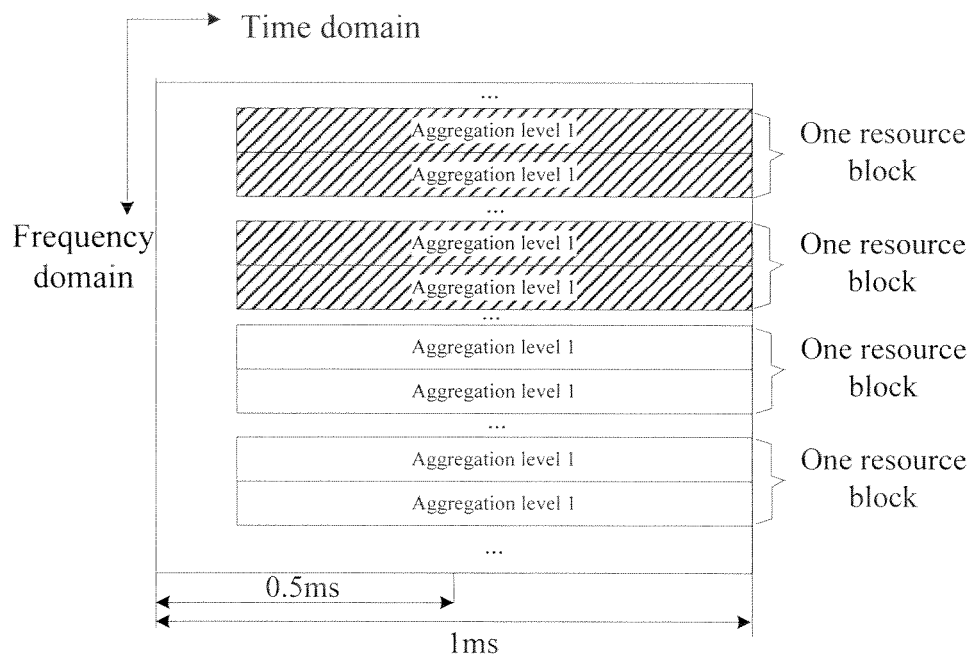 Time domain
...
Aggregation level 1
Aggregation level 1
One resource
block
...
Frequency
domain
Aggregation level 1
Aggregation level 1
One resource
block
...
Aggregation level 1
Aggregation level 1
One resource
block
...
Aggregation level 1
Aggregation level 1
One resource
block
...
0.5ms
1ms